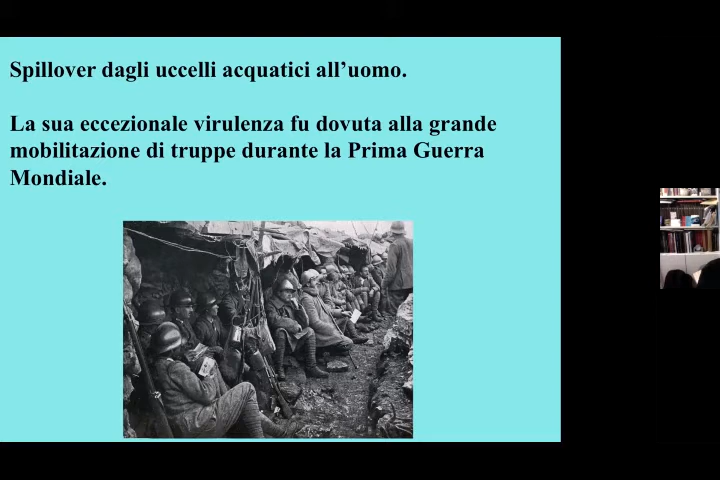 Spillover dagli uccelli acquatici all’uomo.
La sua eccezionale virulenza fu dovuta alla grande
mobilitazione di truppe durante la Prima Guerra
Mondiale.